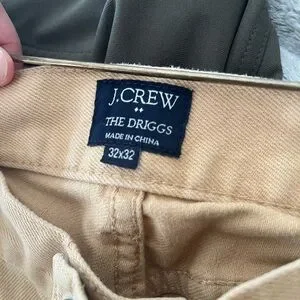 J.CREW
THE DRIGGS
MADE IN CHINA
32x32